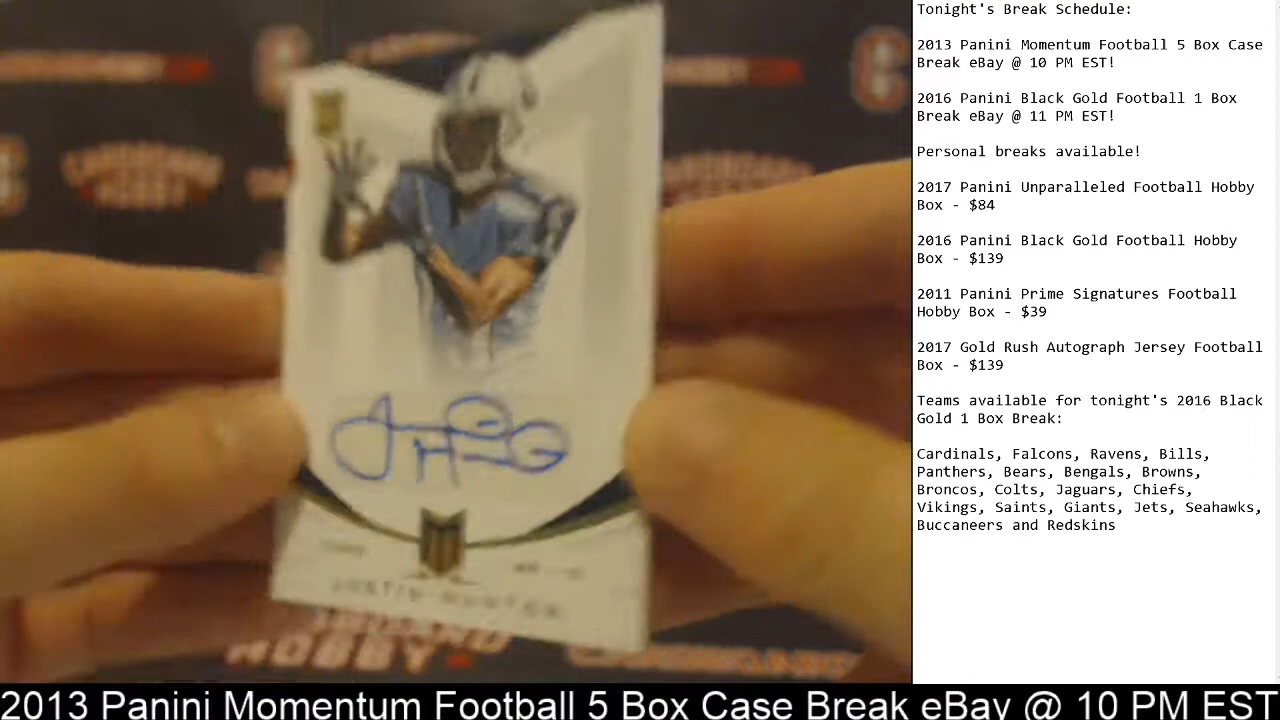 Tonight's Break Schedule:
2013 Panini Momentum Football 5 Box Case
Break eBay @ 10 PM EST!
2016 Panini Black Gold Football 1 Box
Break eBay @ 11 PM EST!
Personal breaks available!
2017 Panini Unparalleled Football Hobby
Box - $84
2016 Panini Black Gold Football Hobby
Box - $139
2011 Panini Prime Signatures Football
Hobby Box - $39
2017 Gold Rush Autograph Jersey Football
Box - $139
Teams available for tonight's 2016 Black
Gold 1 Box Break:
Cardinals, Falcons, Ravens, Bills,
Panthers, Bears, Bengals, Browns,
Broncos, Colts, Jaguars, Chiefs,
Vikings, Saints, Giants, Jets, Seahawks,
Buccaneers and Redskins
JUSTIN HUNTER
HOBBY
2013 Panini Momentum Football 5 Box Case Break eBay @ 10 PM EST